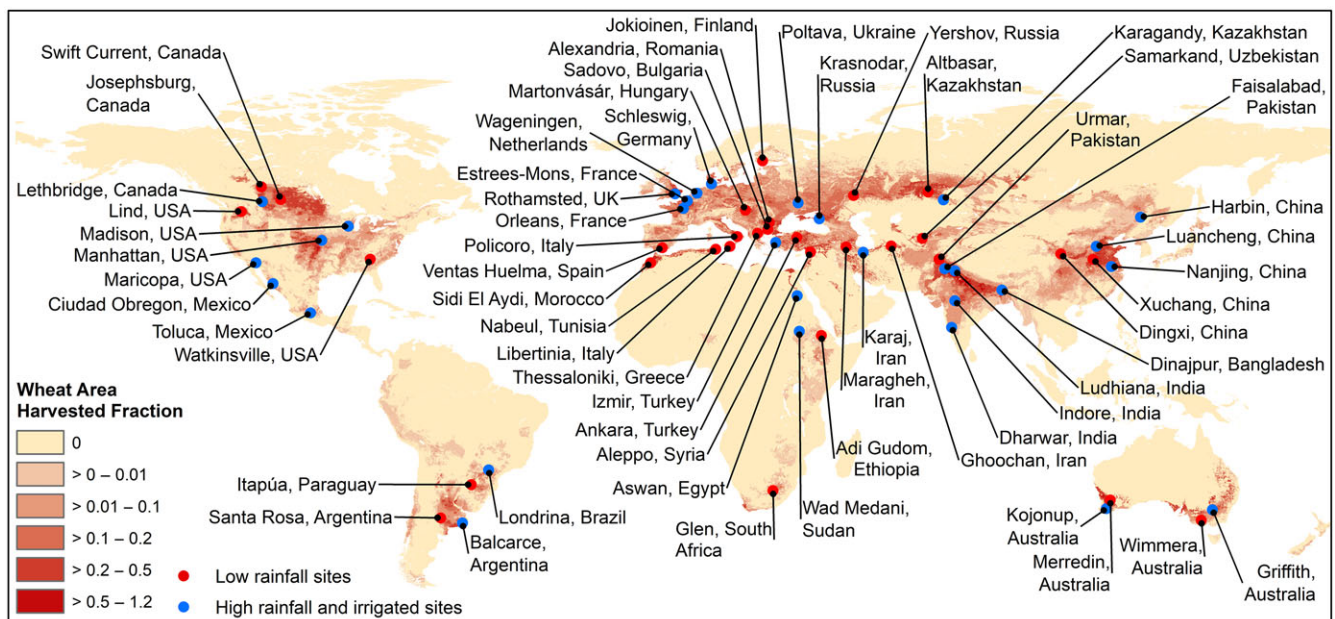 Swift Current, Canada
Josephsburg,
Canada
Lethbridge, Canada
Lind, USA
Madison, USA
Manhattan, USA
Maricopa, USA
Ciudad Obregon, Mexico
Toluca, Mexico
Watkinsville, USA
Jokioinen, Finland
Alexandria, Romania
Sadovo, Bulgaria
Martonvásár, Hungary
Schleswig,
Germany
Wageningen,
Netherlands
Estrees-Mons, France
Rothamsted, UK
Orleans, France
Policoro, Italy
Ventas Huelma, Spain
Sidi El Aydi, Morocco
Nabeul, Tunisia
Libertinia, Italy
Thessaloniki, Greece
Izmir, Turkey
Ankara, Turkey
Aleppo, Syria
Aswan, Egypt
Poltava, Ukraine
Krasnodar,
Russia
Yershov, Russia
Altbasar,
Kazakhstan
Karagandy, Kazakhstan
Samarkand, Uzbekistan
Faisalabad,
Pakistan
Urmar,
Pakistan
Harbin, China
Luancheng, China
Nanjing, China
Xuchang, China
Dingxi, China
Dinajpur, Bangladesh
Ludhiana, India
Indore, India
Dharwar, India
Ghoochan, Iran
Karaj,
Iran
Maragheh,
Iran
Adi Gudom,
Ethiopia
Wad Medani,
Sudan
Glen, South
Africa
Itapúa, Paraguay
Santa Rosa, Argentina
Londrina, Brazil
Balcarce,
Argentina
Kojonup,
Australia
Merredin,
Australia
Wimmera,
Australia
Griffith,
Australia
Wheat Area
Harvested Fraction
0
> 0 – 0.01
> 0.01 – 0.1
> 0.1 – 0.2
> 0.2 – 0.5
> 0.5 – 1.2
Low rainfall sites
High rainfall and irrigated sites